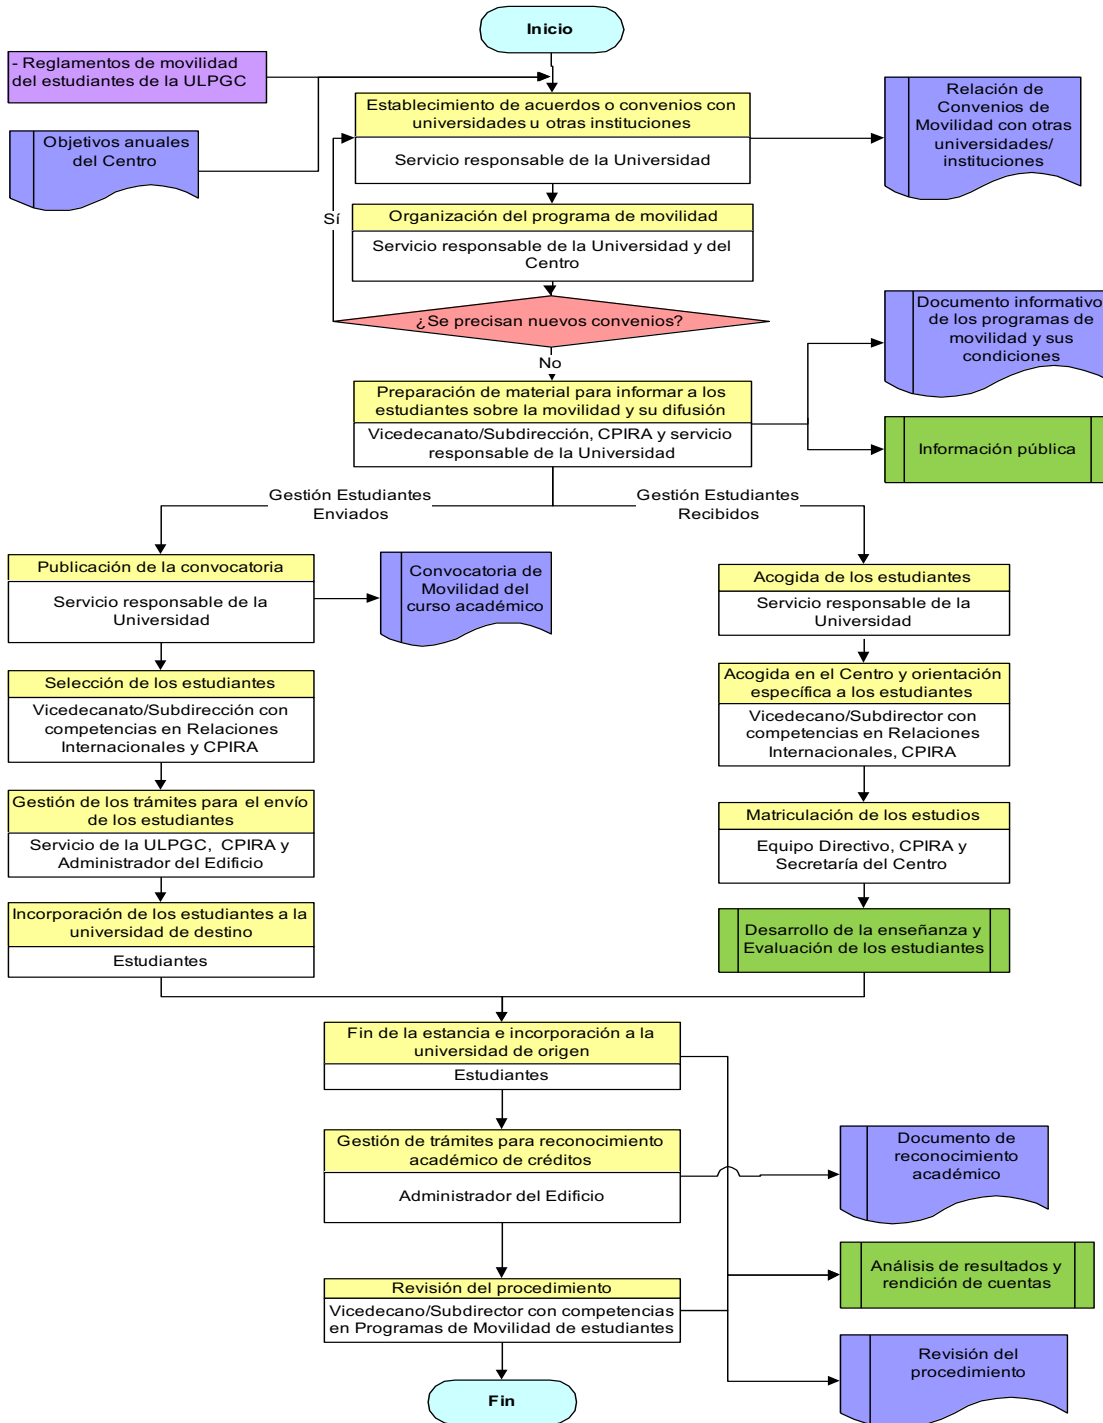 Inicio
- Reglamentos de movilidad
del estudiantes de la ULPGC
Objetivos anuales
del Centro
Establecimiento de acuerdos o convenios con
universidades u otras instituciones
Servicio responsable de la Universidad
Relación de
Convenios de
Movilidad con otras
universidades/
instituciones
Sí
Organización del programa de movilidad
Servicio responsable de la Universidad y del
Centro
¿Se precisan nuevos convenios?
No
Documento informativo
de los programas de
movilidad y sus
condiciones
Preparación de material para informar a los
estudiantes sobre la movilidad y su difusión
Vicedecanato/Subdirección, CPIRA y servicio
responsable de la Universidad
Información pública
Gestión Estudiantes
Enviados
Gestión Estudiantes
Recibidos
Publicación de la convocatoria
Servicio responsable de la
Universidad
Convocatoria de
Movilidad del
curso académico
Acogida de los estudiantes
Servicio responsable de la
Universidad
Selección de los estudiantes
Vicedecanato/Subdirección con
competencias en Relaciones
Internacionales y CPIRA
Acogida en el Centro y orientación
específica a los estudiantes
Vicedecano/Subdirector con
competencias en Relaciones
Internacionales, CPIRA
Gestión de los trámites para el envío
de los estudiantes
Servicio de la ULPGC, CPIRA y
Administrador del Edificio
Matriculación de los estudios
Equipo Directivo, CPIRA y
Secretaría del Centro
Incorporación de los estudiantes a la
universidad de destino
Estudiantes
Desarrollo de la enseñanza y
Evaluación de los estudiantes
Fin de la estancia e incorporación a la
universidad de origen
Estudiantes
Gestión de trámites para reconocimiento
académico de créditos
Administrador del Edificio
Documento de
reconocimiento
académico
Análisis de resultados y
rendición de cuentas
Revisión del procedimiento
Vicedecano/Subdirector con competencias
en Programas de Movilidad de estudiantes
Revisión del
procedimiento
Fin